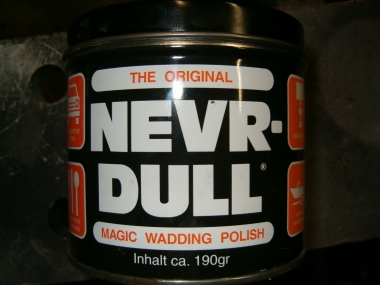 THE ORIGINAL
NEVR-
DULL®
MAGIC WADDING POLISH
Inhalt ca. 190gr